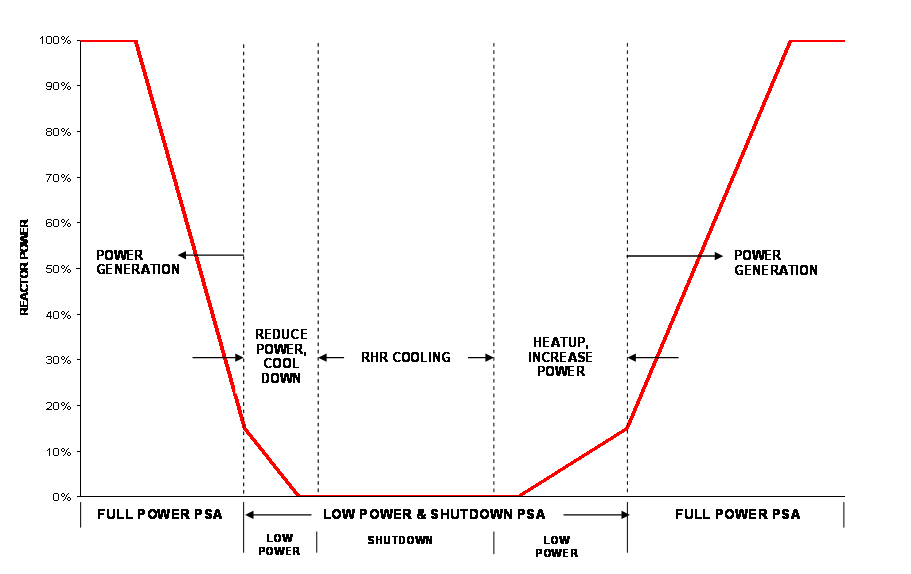 100%
90%
80%
70%
60%
50%
40%
30%
20%
10%
0%
REACTOR POWER
POWER
GENERATION
REDUCE
POWER,
COOL
DOWN
RHR COOLING
HEATUP,
INCREASE
POWER
POWER
GENERATION
FULL POWER PSA
LOW POWER & SHUTDOWN PSA
FULL POWER PSA
LOW
POWER
SHUTDOWN
LOW
POWER